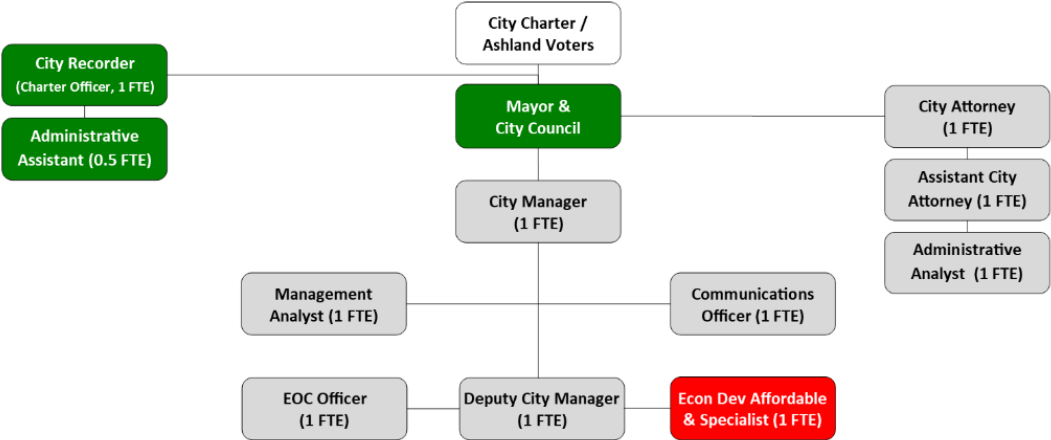 City Charter /
Ashland Voters
City Recorder
(Charter Officer, 1 FTE)
Mayor &
City Council
City Attorney
(1 FTE)
Administrative
Assistant (0.5 FTE)
Assistant City
Attorney (1 FTE)
City Manager
(1 FTE)
Administrative
Analyst (1 FTE)
Management
Analyst (1 FTE)
Communications
Officer (1 FTE)
EOC Officer
(1 FTE)
Deputy City Manager
(1 FTE)
Econ Dev Affordable
& Specialist (1 FTE)